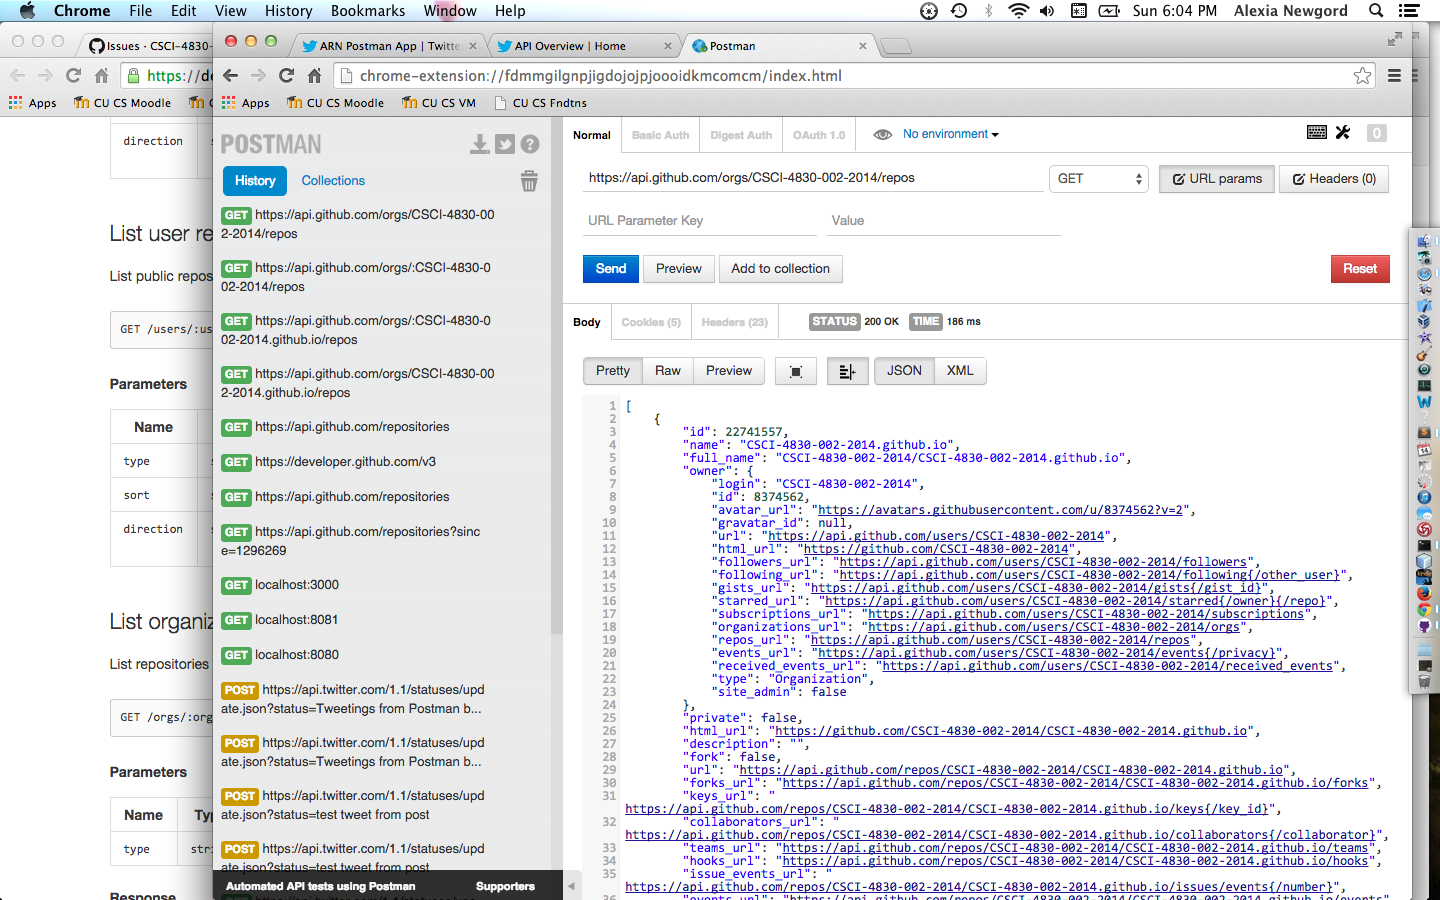 Chrome File Edit View History Bookmarks Window Help Sun 6:04 PM Alexia Newgord
Issues · CSCI-4830-
ARN Postman App | Twitte
API Overview | Home
Postman
https://de
chrome-extension://fdmmgilgnpjigdojojpjoooidkmcomcm/index.html
Apps CU CS Moodle
Apps CU CS Moodle CU CS VM CU CS Fndtns
direction
List user re
List public repos
GET /users/:us
Parameters
Name
type
sort
direction
List organiz
List repositories
GET /orgs/:org
Parameters
Name Ty
type stri
Response
POSTMAN
History Collections
GET https://api.github.com/orgs/CSCI-4830-00
2-2014/repos
GET https://api.github.com/orgs/:CSCI-4830-0
02-2014/repos
GET https://api.github.com/orgs/:CSCI-4830-0
02-2014.github.io/repos
GET https://api.github.com/orgs/CSCI-4830-00
2-2014.github.io/repos
GET https://api.github.com/repositories
GET https://developer.github.com/v3
GET https://api.github.com/repositories
GET https://api.github.com/repositories?sinc
e=1296269
GET localhost:3000
GET localhost:8081
GET localhost:8080
POST https://api.twitter.com/1.1/statuses/upd
ate.json?status=Tweetings from Postman b...
POST https://api.twitter.com/1.1/statuses/upd
ate.json?status=Tweetings from Postman b...
POST https://api.twitter.com/1.1/statuses/upd
ate.json?status=test tweet from post
POST https://api.twitter.com/1.1/statuses/upd
ate.json?status=test tweet from post
Automated API tests using Postman Supporters
Normal Basic Auth Digest Auth OAuth 1.0 No environment 0
https://api.github.com/orgs/CSCI-4830-002-2014/repos GET URL params Headers (0)
URL Parameter Key Value
Send Preview Add to collection Reset
Body Cookies (5) Headers (23) STATUS 200 OK TIME 186 ms
Pretty Raw Preview JSON XML
1 [
2 {
3 "id": 22741557,
4 "name": "CSCI-4830-002-2014.github.io",
5 "full_name": "CSCI-4830-002-2014/CSCI-4830-002-2014.github.io",
6 "owner": {
7 "login": "CSCI-4830-002-2014",
8 "id": 8374562,
9 "avatar_url": "https://avatars.githubusercontent.com/u/8374562?v=2",
10 "gravatar_id": null,
11 "url": "https://api.github.com/users/CSCI-4830-002-2014",
12 "html_url": "https://github.com/CSCI-4830-002-2014",
13 "followers_url": "https://api.github.com/users/CSCI-4830-002-2014/followers",
14 "following_url": "https://api.github.com/users/CSCI-4830-002-2014/following{/other_user}",
15 "gists_url": "https://api.github.com/users/CSCI-4830-002-2014/gists{/gist_id}",
16 "starred_url": "https://api.github.com/users/CSCI-4830-002-2014/starred{/owner}{/repo}",
17 "subscriptions_url": "https://api.github.com/users/CSCI-4830-002-2014/subscriptions",
18 "organizations_url": "https://api.github.com/users/CSCI-4830-002-2014/orgs",
19 "repos_url": "https://api.github.com/users/CSCI-4830-002-2014/repos",
20 "events_url": "https://api.github.com/users/CSCI-4830-002-2014/events{/privacy}",
21 "received_events_url": "https://api.github.com/users/CSCI-4830-002-2014/received_events",
22 "type": "Organization",
23 "site_admin": false
24 },
25 "private": false,
26 "html_url": "https://github.com/CSCI-4830-002-2014/CSCI-4830-002-2014.github.io",
27 "description": "",
28 "fork": false,
29 "url": "https://api.github.com/repos/CSCI-4830-002-2014/CSCI-4830-002-2014.github.io",
30 "forks_url": "https://api.github.com/repos/CSCI-4830-002-2014/CSCI-4830-002-2014.github.io/forks",
31 "keys_url": "
https://api.github.com/repos/CSCI-4830-002-2014/CSCI-4830-002-2014.github.io/keys{/key_id}",
32 "collaborators_url": "
https://api.github.com/repos/CSCI-4830-002-2014/CSCI-4830-002-2014.github.io/collaborators{/collaborator}",
33 "teams_url": "https://api.github.com/repos/CSCI-4830-002-2014/CSCI-4830-002-2014.github.io/teams",
34 "hooks_url": "https://api.github.com/repos/CSCI-4830-002-2014/CSCI-4830-002-2014.github.io/hooks",
35 "issue_events_url": "
https://api.github.com/repos/CSCI-4830-002-2014/CSCI-4830-002-2014.github.io/issues/events{/number}",